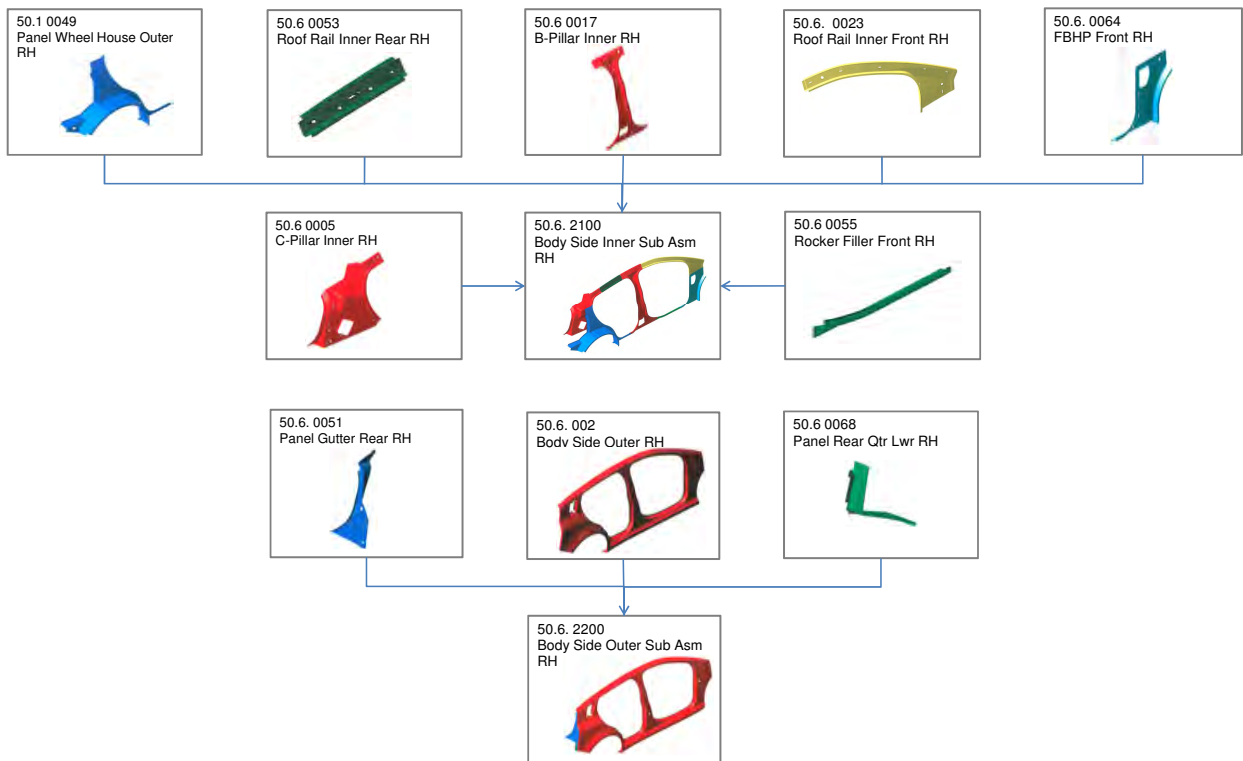 50.1 0049
Panel Wheel House Outer
RH
50.6 0053
Roof Rail Inner Rear RH
50.6 0017
B-Pillar Inner RH
50.6. 0023
Roof Rail Inner Front RH
50.6. 0064
FBHP Front RH
50.6 0005
C-Pillar Inner RH
50.6. 2100
Body Side Inner Sub Asm
RH
50.6 0055
Rocker Filler Front RH
50.6. 0051
Panel Gutter Rear RH
50.6. 002
Body Side Outer RH
50.6 0068
Panel Rear Qtr Lwr RH
50.6. 2200
Body Side Outer Sub Asm
RH